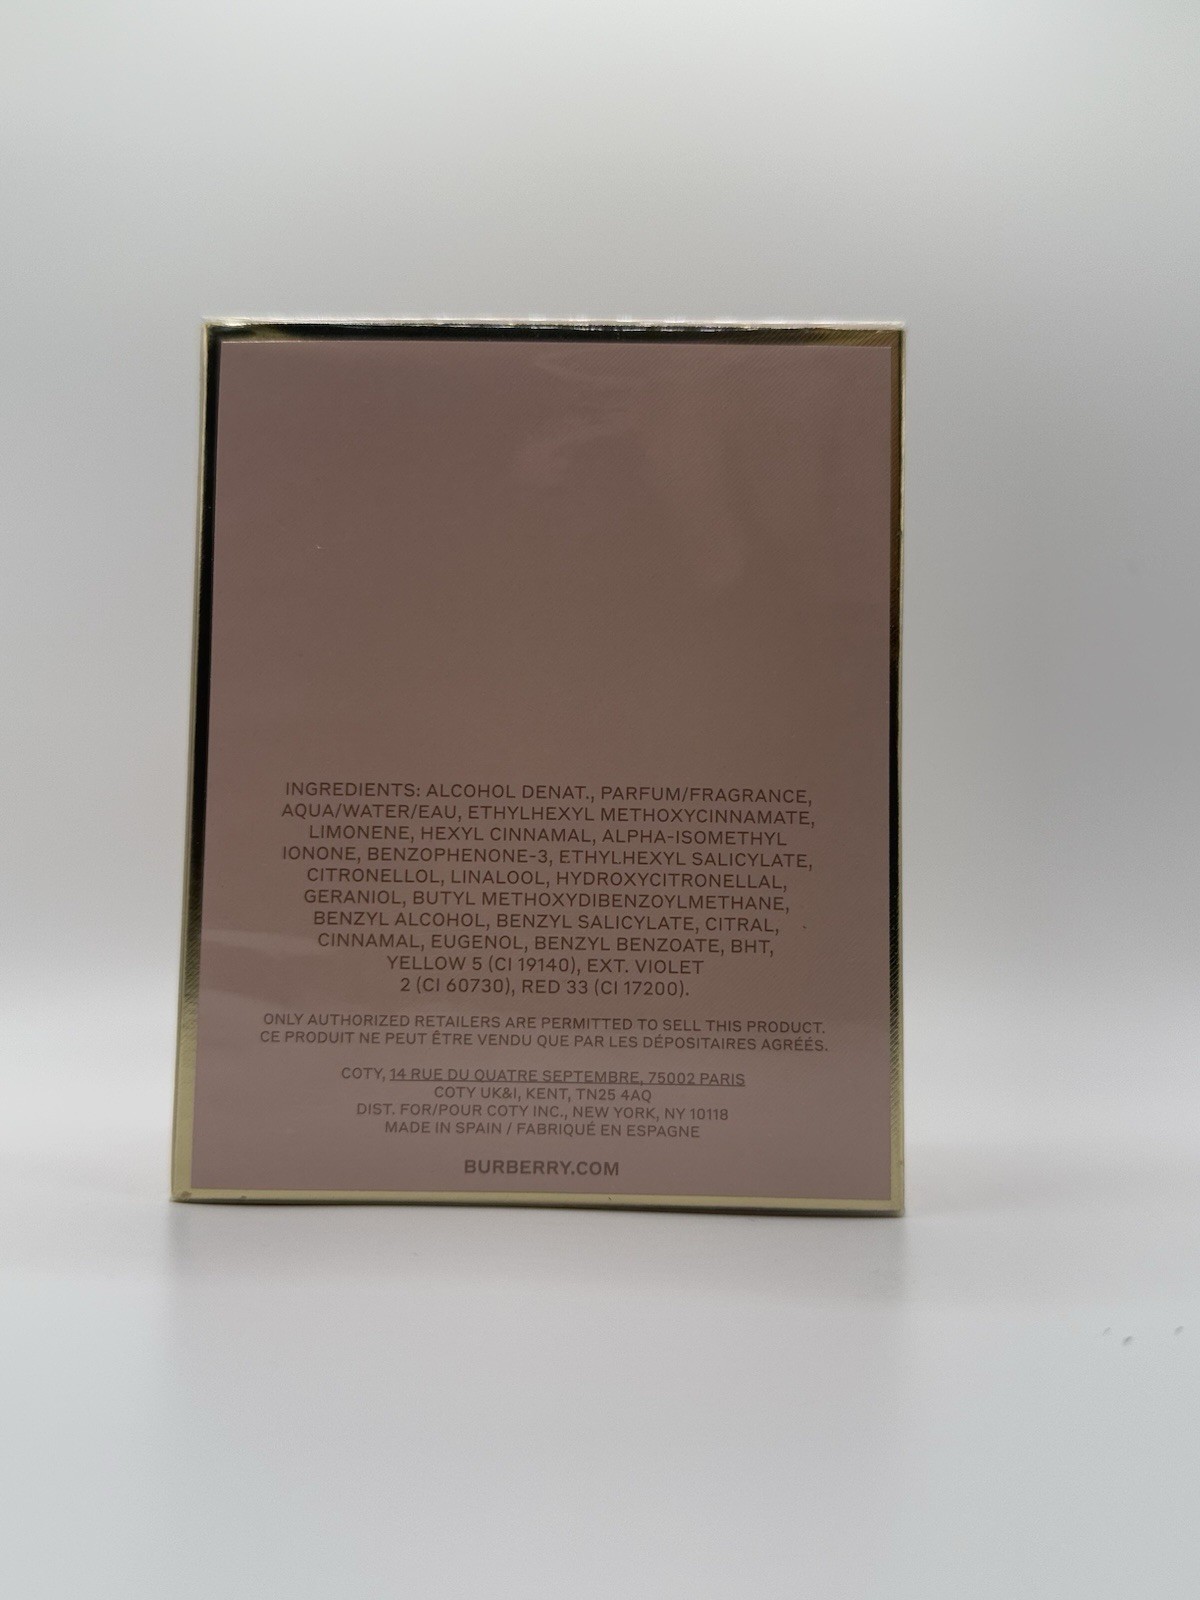 INGREDIENTS: ALCOHOL DENAT., PARFUM/FRAGRANCE,
AQUA/WATER/EAU, ETHYLHEXYL METHOXYCINNAMATE,
LIMONENE, HEXYL CINNAMAL, ALPHA-ISOMETHYL
IONONE, BENZOPHENONE-3, ETHYLHEXYL SALICYLATE,
CITRONELLOL, LINALOOL, HYDROXYCITRONELLAL,
GERANIOL, BUTYL METHOXYDIBENZOYLMETHANE,
BENZYL ALCOHOL, BENZYL SALICYLATE, CITRAL,
CINNAMAL, EUGENOL, BENZYL BENZOATE, BHT,
YELLOW 5 (CI 19140), EXT. VIOLET
2 (CI 60730), RED 33 (CI 17200).
ONLY AUTHORIZED RETAILERS ARE PERMITTED TO SELL THIS PRODUCT.
CE PRODUIT NE PEUT ÊTRE VENDU QUE PAR LES DÉPOSITAIRES AGRÉÉS.
COTY, 14 RUE DU QUATRE SEPTEMBRE, 75002 PARIS
COTY UK&I, KENT, TN25 4AQ
DIST. FOR/POUR COTY INC., NEW YORK, NY 10118
MADE IN SPAIN / FABRIQUÉ EN ESPAGNE
BURBERRY.COM